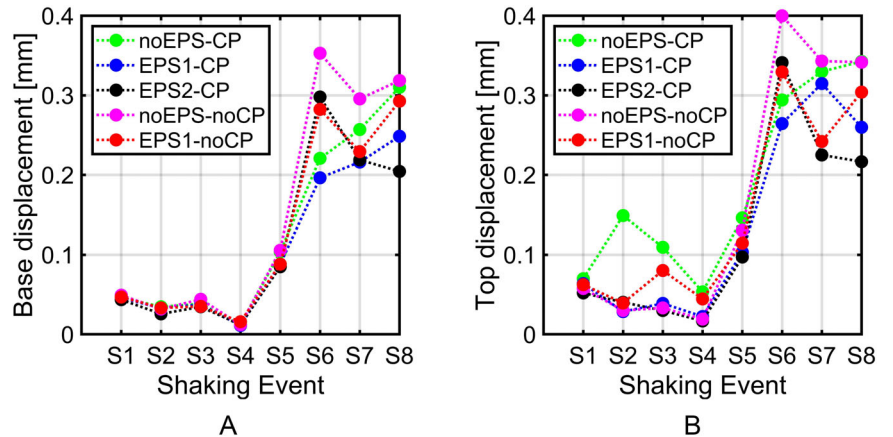 0.4
0.3
0.2
0.1
0
Base displacement [mm]
noEPS-CP
EPS1-CP
EPS2-CP
noEPS-noCP
EPS1-noCP
S1 S2 S3 S4 S5 S6 S7 S8
Shaking Event
A
0.4
0.3
0.2
0.1
0
Top displacement [mm]
noEPS-CP
EPS1-CP
EPS2-CP
noEPS-noCP
EPS1-noCP
S1 S2 S3 S4 S5 S6 S7 S8
Shaking Event
B